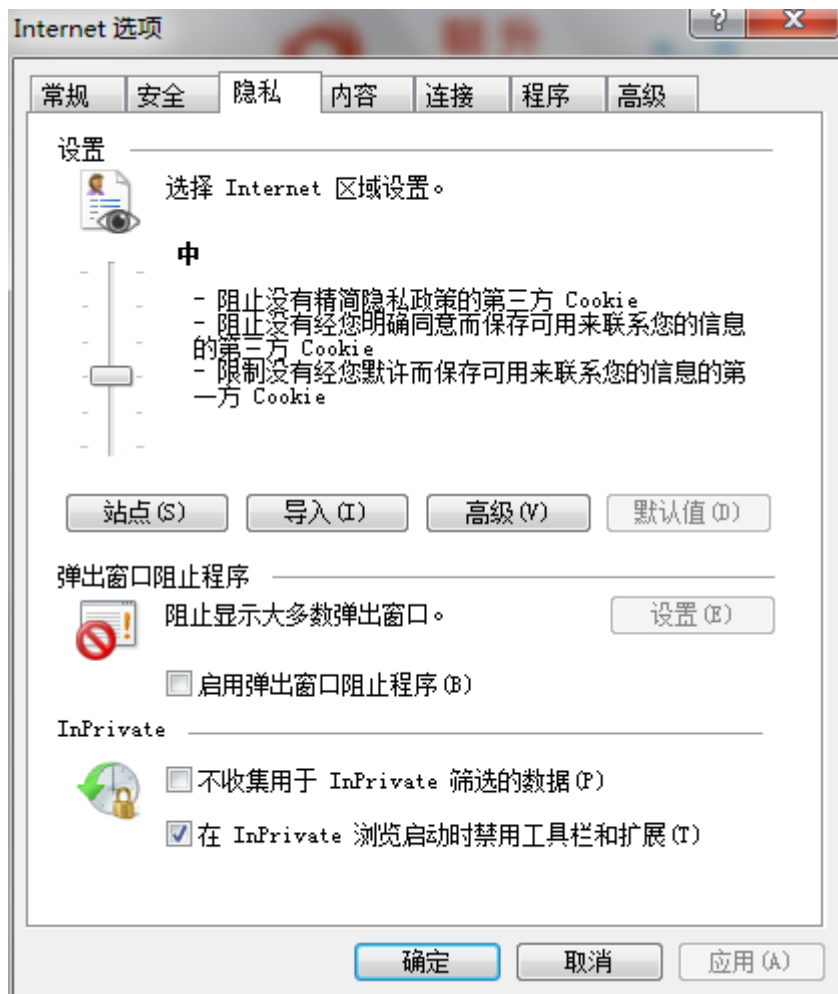 Internet 选项
常规 安全 隐私 内容 连接 程序 高级
设置
选择 Internet 区域设置。
中
- 阻止没有精简隐私政策的第三方 Cookie
- 阻止没有经您明确同意而保存可用来联系您的信息
的第三方 Cookie
- 限制没有经您默许而保存可用来联系您的信息的第
一方 Cookie
站点(S) 导入(I) 高级(V) 默认值(D)
弹出窗口阻止程序
阻止显示大多数弹出窗口。 设置(E)
启用弹出窗口阻止程序(B)
InPrivate
不收集用于 InPrivate 筛选的数据(P)
在 InPrivate 浏览启动时禁用工具栏和扩展(T)
确定 取消 应用(A)